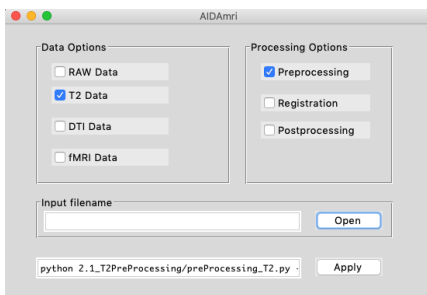 AIDAmri
Data Options
RAW Data
T2 Data
DTI Data
fMRI Data
Processing Options
Preprocessing
Registration
Postprocessing
Input filename
Open
python 2.1_T2PreProcessing/preProcessing_T2.py -
Apply